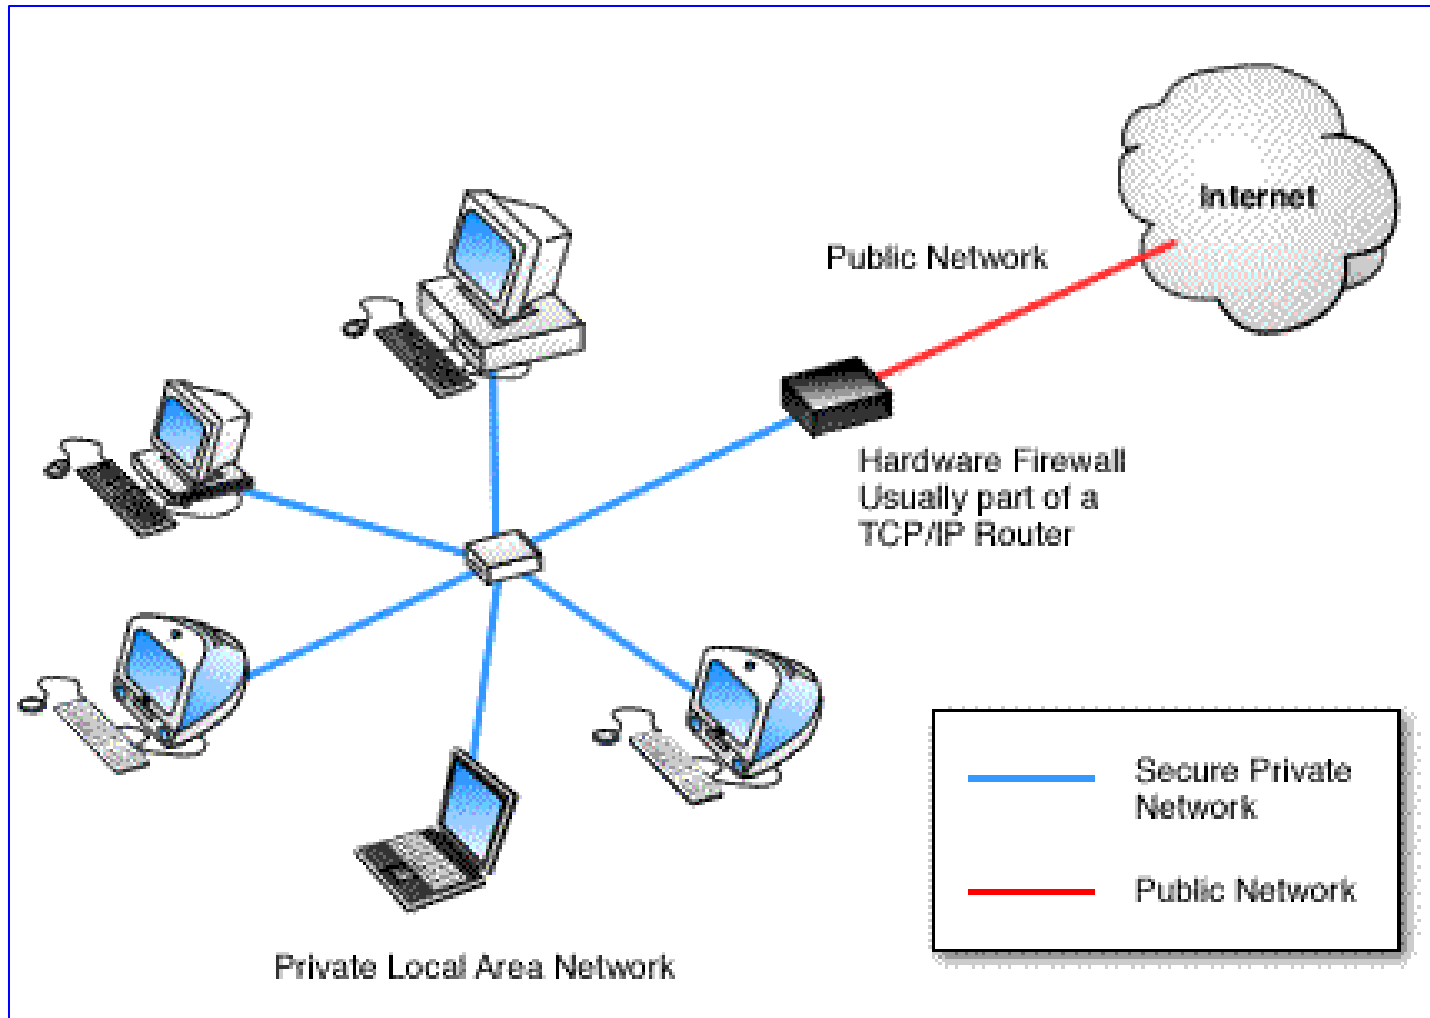 Internet
Public Network
Hardware Firewall
Usually part of a
TCP/IP Router
Secure Private
Network
Public Network
Private Local Area Network